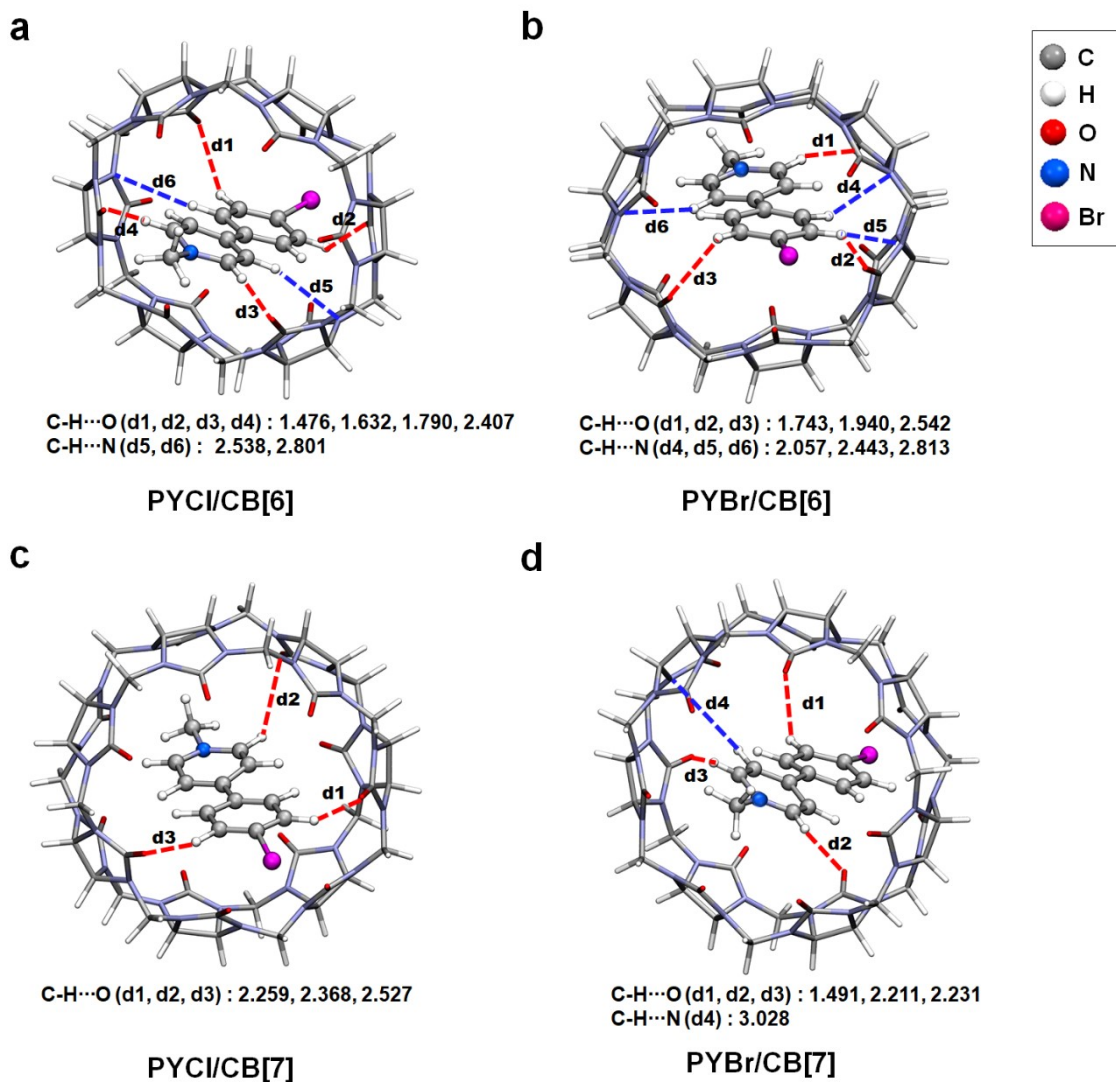 a
b
C
H
O
N
Br
d1
d6
d2
d4
d5
d3
d1
d4
d5
d6
d2
d3
C-H···O (d1, d2, d3, d4) : 1.476, 1.632, 1.790, 2.407
C-H···N (d5, d6) : 2.538, 2.801
PYCl/CB[6]
C-H···O (d1, d2, d3) : 1.743, 1.940, 2.542
C-H···N (d4, d5, d6) : 2.057, 2.443, 2.813
PYBr/CB[6]
c
d
d2
d1
d3
d4
d1
d3
d2
C-H···O (d1, d2, d3) : 2.259, 2.368, 2.527
PYCl/CB[7]
C-H···O (d1, d2, d3) : 1.491, 2.211, 2.231
C-H···N (d4) : 3.028
PYBr/CB[7]